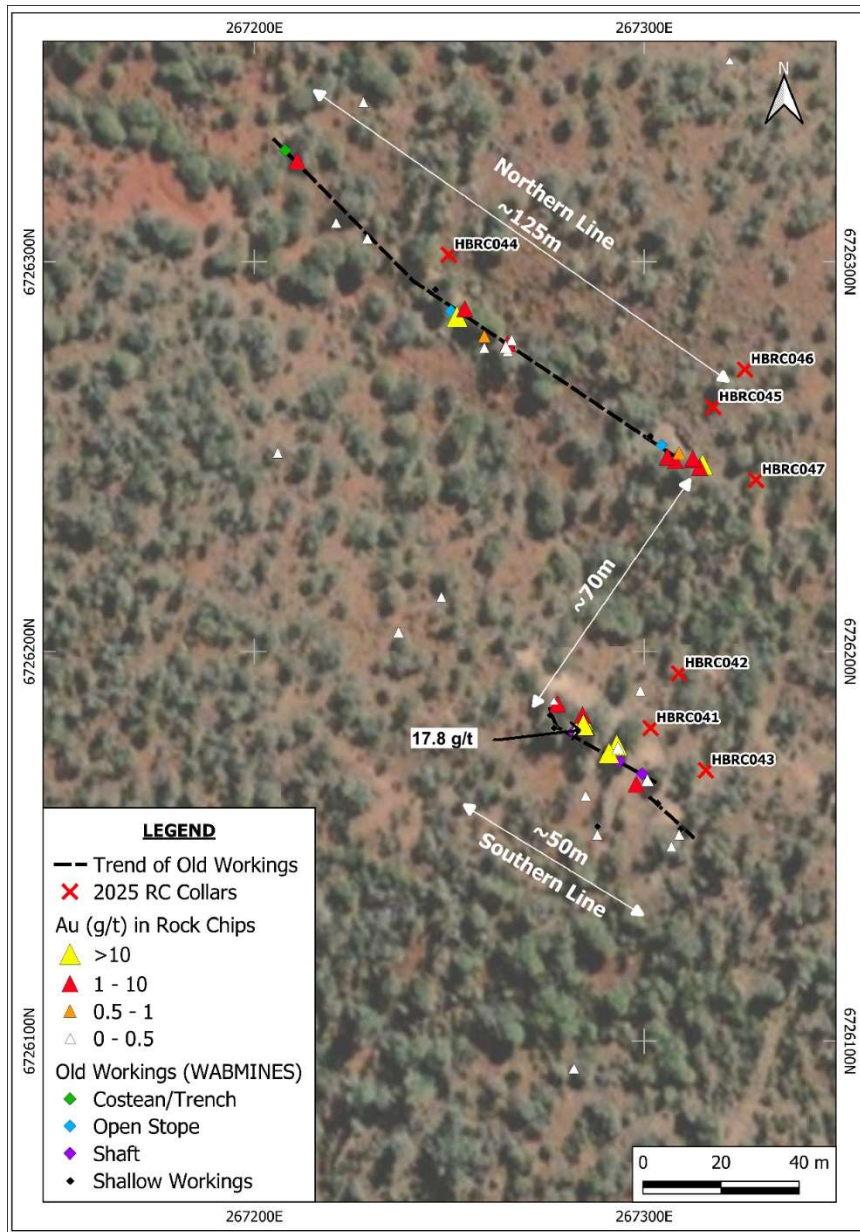 267200E
267300E
N
Northern Line
~125m
6726300N
6726300N
HBRC044
HBRC046
HBRC045
HBRC047
~70m
6726200N
6726200N
HBRC042
HBRC041
17.8 g/t
HBRC043
~50m
Southern Line
LEGEND
Trend of Old Workings
2025 RC Collars
Au (g/t) in Rock Chips
>10
1 - 10
0.5 - 1
0 - 0.5
Old Workings (WABMINES)
Costean/Trench
Open Stope
Shaft
Shallow Workings
6726100N
6726100N
0 20 40 m
267200E
267300E